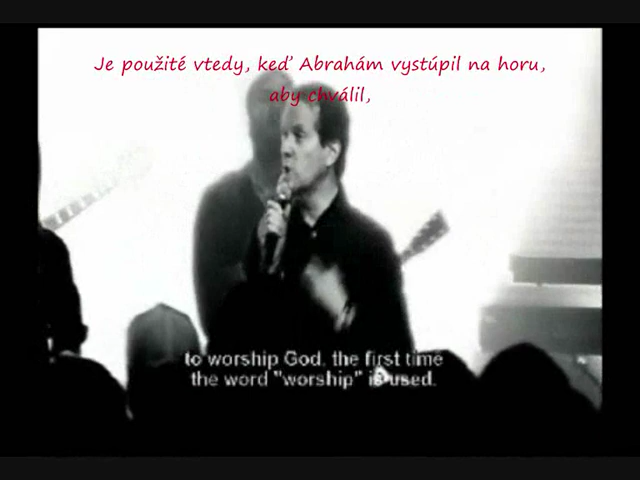 Je použité vtedy, keď Abrahám vystúpil na horu,
aby chválil,
to worship God. the first time
the word "worship" is used.